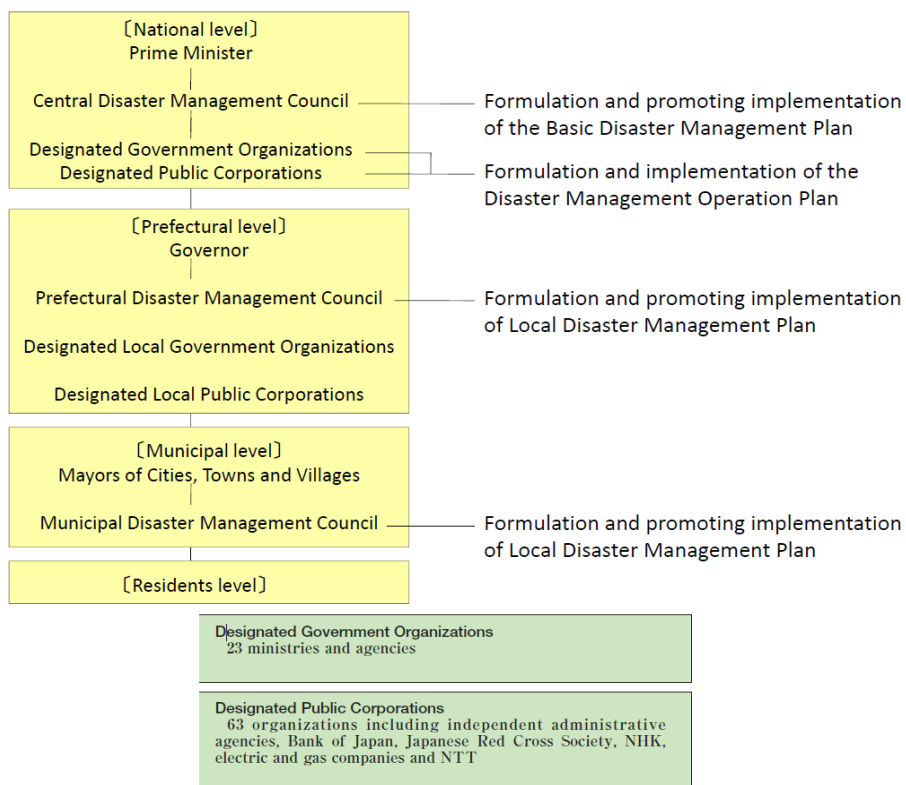 〔National level〕
Prime Minister
Central Disaster Management Council
Formulation and promoting implementation
of the Basic Disaster Management Plan
Designated Government Organizations
Designated Public Corporations
Formulation and implementation of the
Disaster Management Operation Plan
〔Prefectural level〕
Governor
Prefectural Disaster Management Council
Formulation and promoting implementation
of Local Disaster Management Plan
Designated Local Government Organizations
Designated Local Public Corporations
〔Municipal level〕
Mayors of Cities, Towns and Villages
Municipal Disaster Management Council
Formulation and promoting implementation
of Local Disaster Management Plan
〔Residents level〕
Designated Government Organizations
23 ministries and agencies
Designated Public Corporations
63 organizations including independent administrative
agencies, Bank of Japan, Japanese Red Cross Society, NHK,
electric and gas companies and NTT